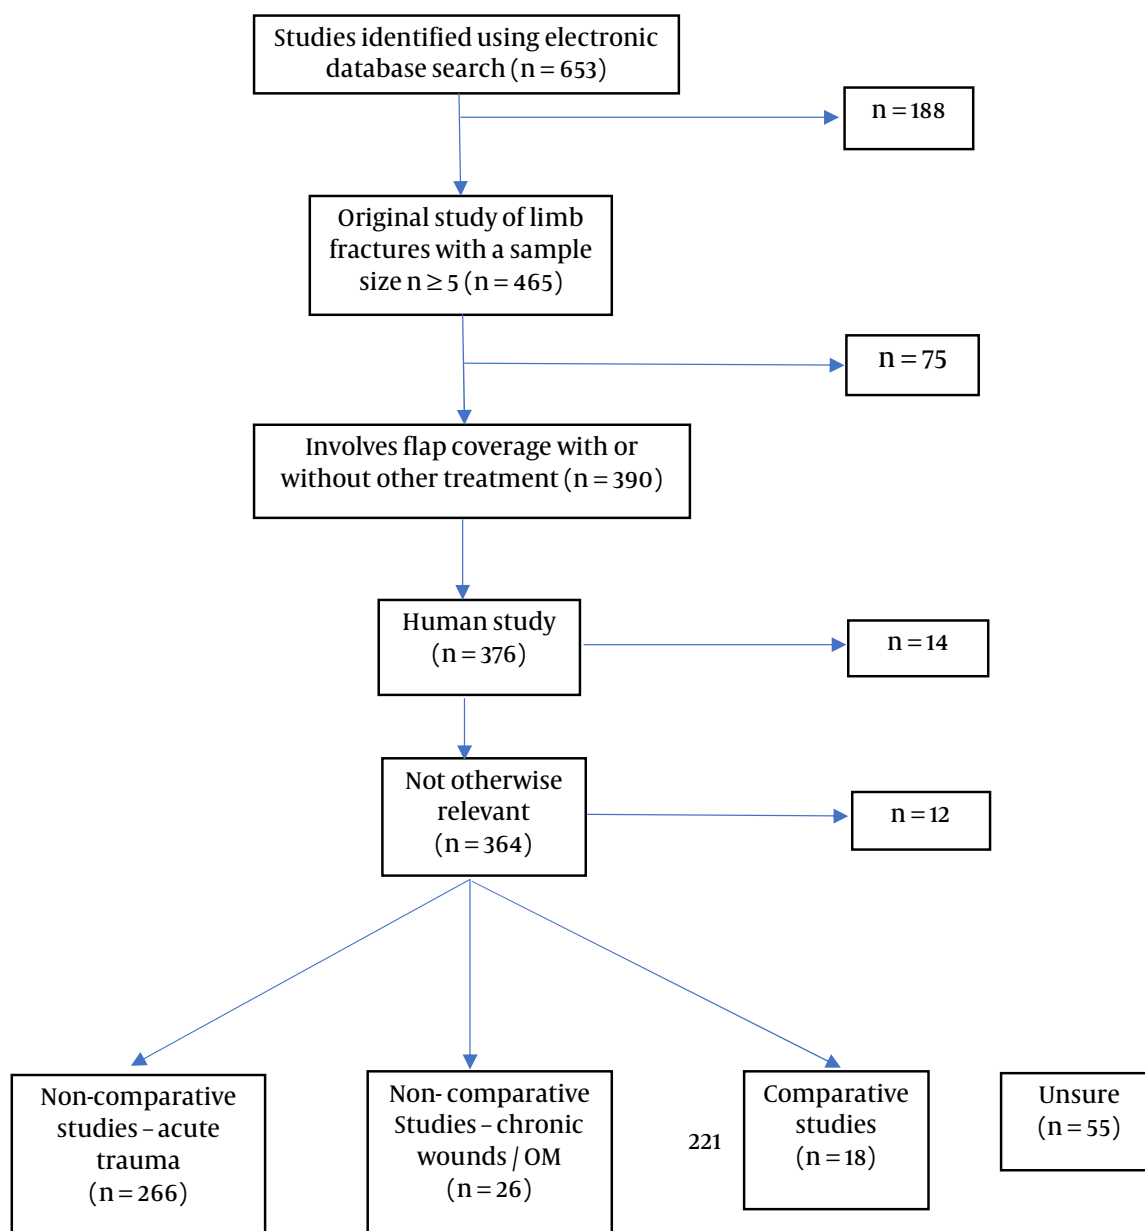 Studies identified using electronic
database search (n = 653)
n = 188
Original study of limb
fractures with a sample
size n ≥ 5 (n = 465)
n = 75
Involves flap coverage with or
without other treatment (n = 390)
Human study
(n = 376)
n = 14
Not otherwise
relevant
(n = 364)
n = 12
Non-comparative
studies – acute
trauma
(n = 266)
Non- comparative
Studies – chronic
wounds / OM
(n = 26)
221
Comparative
studies
(n = 18)
Unsure
(n = 55)